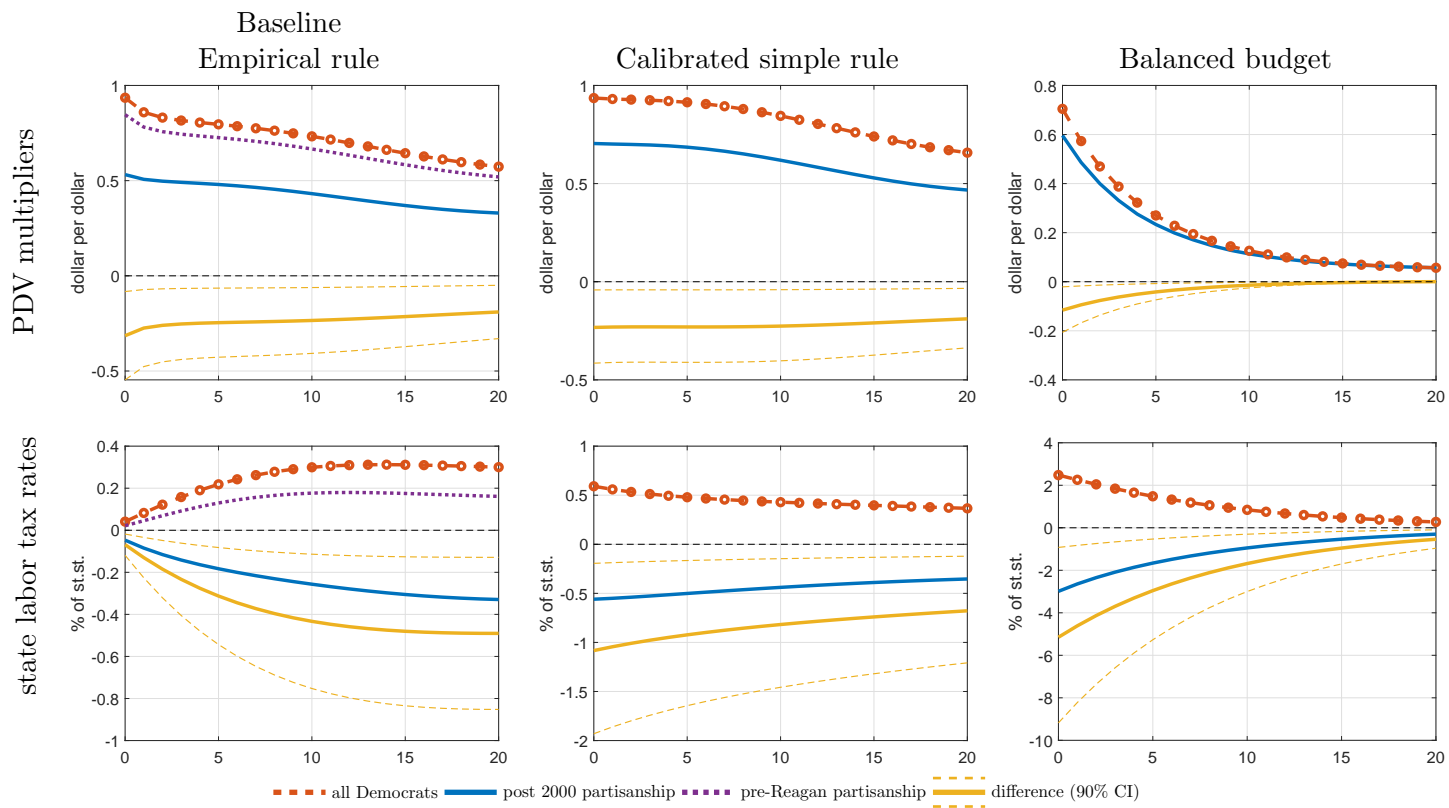 Baseline
Empirical rule
Calibrated simple rule
Balanced budget
PDV multipliers
dollar per dollar
1
0.5
0
-0.5
0 5 10 15 20
dollar per dollar
1
0.5
0
-0.5
0 5 10 15 20
dollar per dollar
0.8
0.6
0.4
0.2
0
-0.2
-0.4
0 5 10 15 20
state labor tax rates
% of st.st.
0.4
0.2
0
-0.2
-0.4
-0.6
-0.8
-1
0 5 10 15 20
% of st.st.
1
0.5
0
-0.5
-1
-1.5
-2
0 5 10 15 20
% of st.st.
4
2
0
-2
-4
-6
-8
-10
0 5 10 15 20
all Democrats post 2000 partisanship pre-Reagan partisanship difference (90% CI)